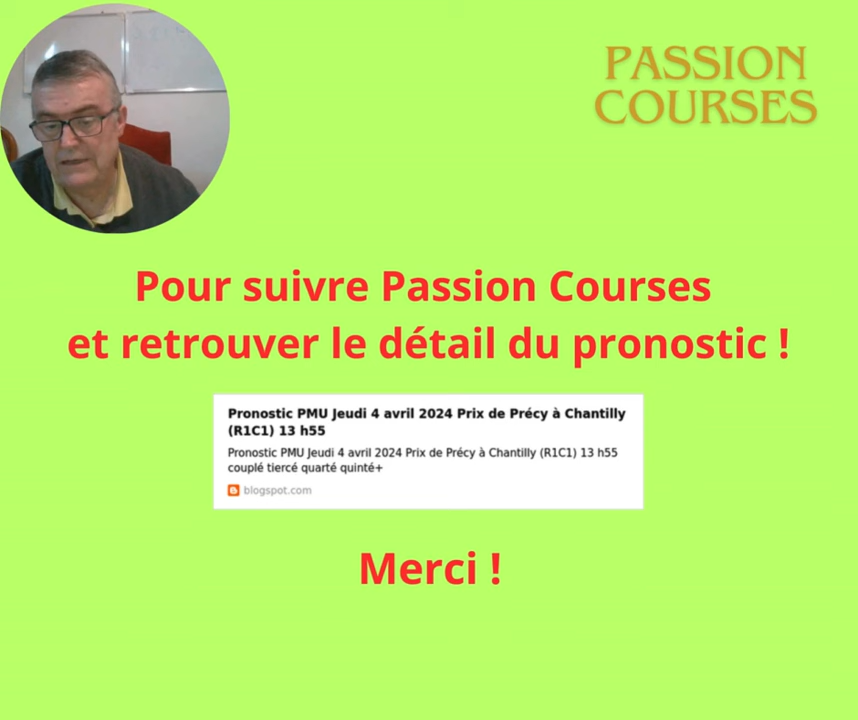 PASSION
COURSES
Pour suivre Passion Courses
et retrouver le détail du pronostic !
Pronostic PMU Jeudi 4 avril 2024 Prix de Précy à Chantilly
(R1C1) 13 h55
Pronostic PMU Jeudi 4 avril 2024 Prix de Précy à Chantilly (R1C1) 13 h55
couplé tiercé quarté quinté+
blogspot.com
Merci !